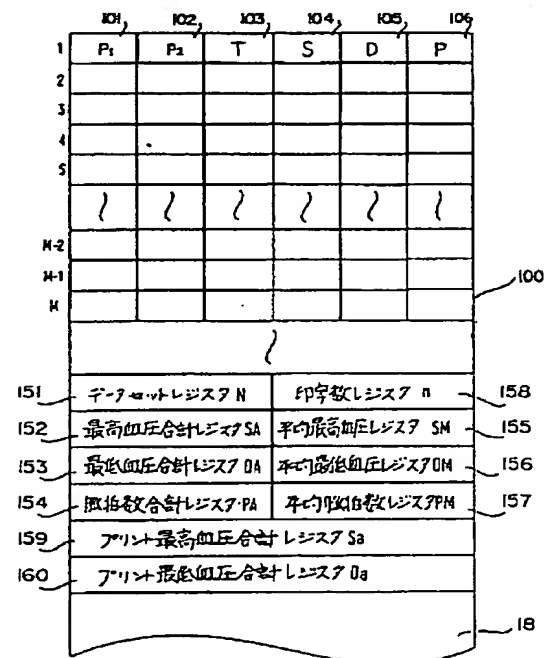 101 102 103 104 105 106
1 P₁ P₂ T S D P
2
3
4
5
M-2
M-1
M
100
151 データセットレジスタ N 印字数レジスタ n 158
152 最高血圧合計レジスタ SA 平均最高血圧レジスタ SM 155
153 最低血圧合計レジスタ DA 平均最低血圧レジスタ DM 156
154 脈拍数合計レジスタ PA 平均脈拍数レジスタ PM 157
159 プリント最高血圧合計レジスタ Sa
160 プリント最低血圧合計レジスタ Da
18